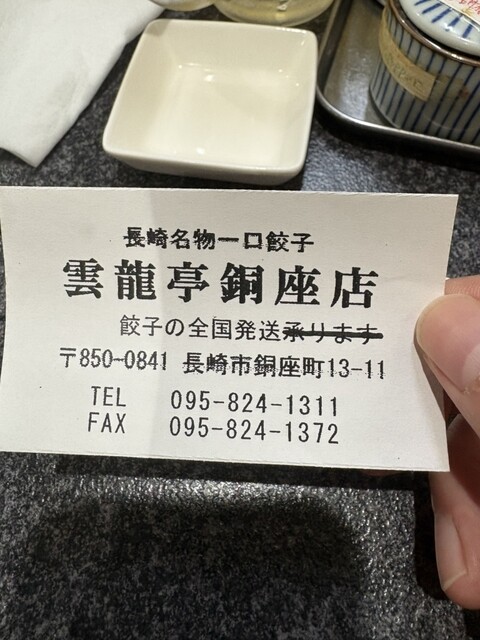 長崎名物一口餃子
雲龍亭銅座店
餃子の全国発送承ります
〒850-0841 長崎市銅座町13-11
TEL 095-824-1311
FAX 095-824-1372